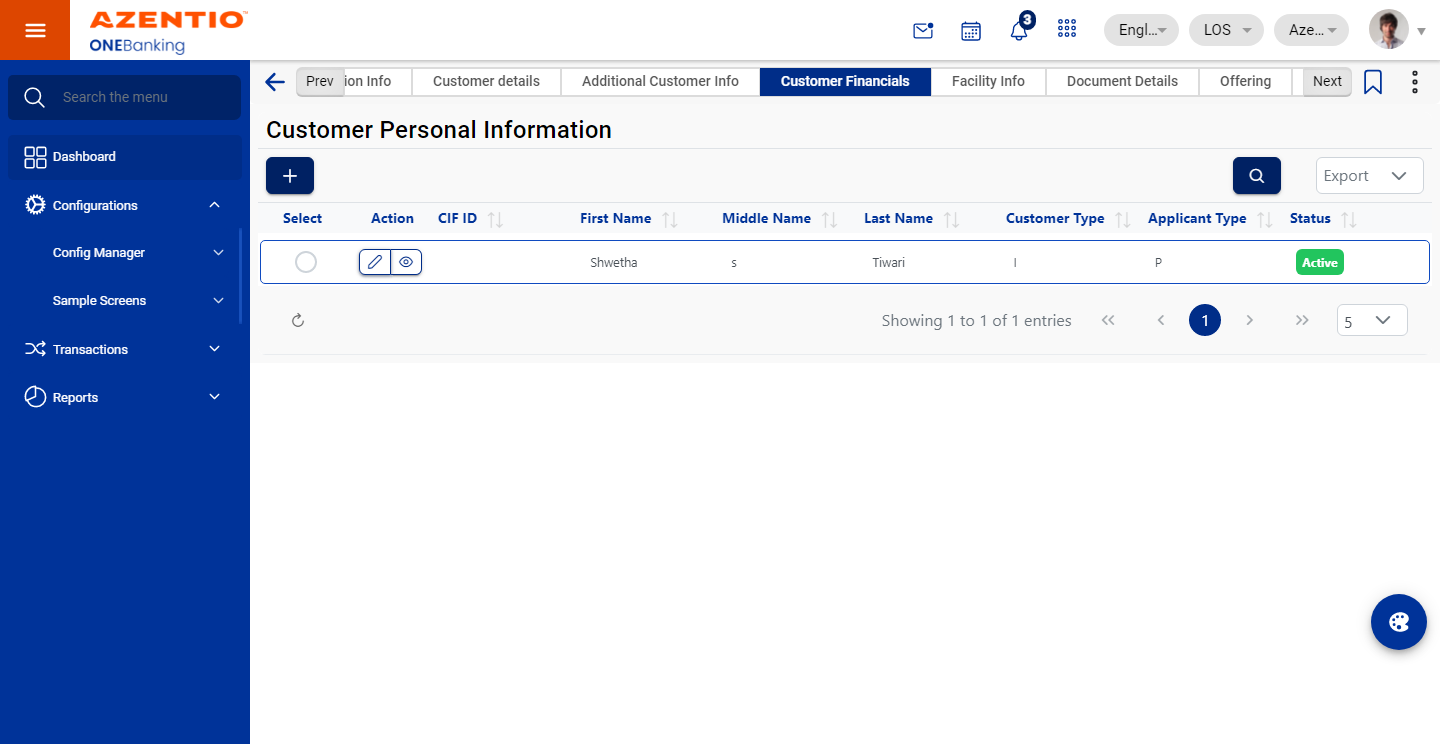 AZENTIO™
ONEBanking
3
Engl...
LOS
Aze...
Search the menu
Dashboard
Configurations
Config Manager
Sample Screens
Transactions
Reports
Prev
ion Info
Customer details
Additional Customer Info
Customer Financials
Facility Info
Document Details
Offering
Next
Customer Personal Information
+
Export
Select Action CIF ID First Name Middle Name Last Name Customer Type Applicant Type Status
Shwetha s Tiwari I P Active
Showing 1 to 1 of 1 entries
1
5